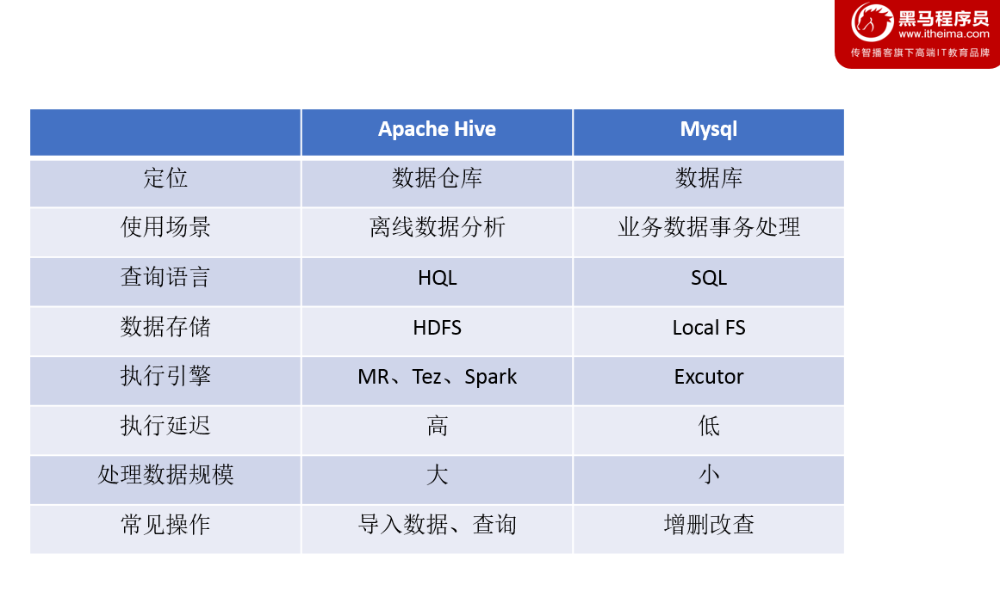 黑马程序员
www.itheima.com
传智播客旗下高端IT教育品牌
Apache Hive Mysql
定位 数据仓库 数据库
使用场景 离线数据分析 业务数据事务处理
查询语言 HQL SQL
数据存储 HDFS Local FS
执行引擎 MR、Tez、Spark Excutor
执行延迟 高 低
处理数据规模 大 小
常见操作 导入数据、查询 增删改查